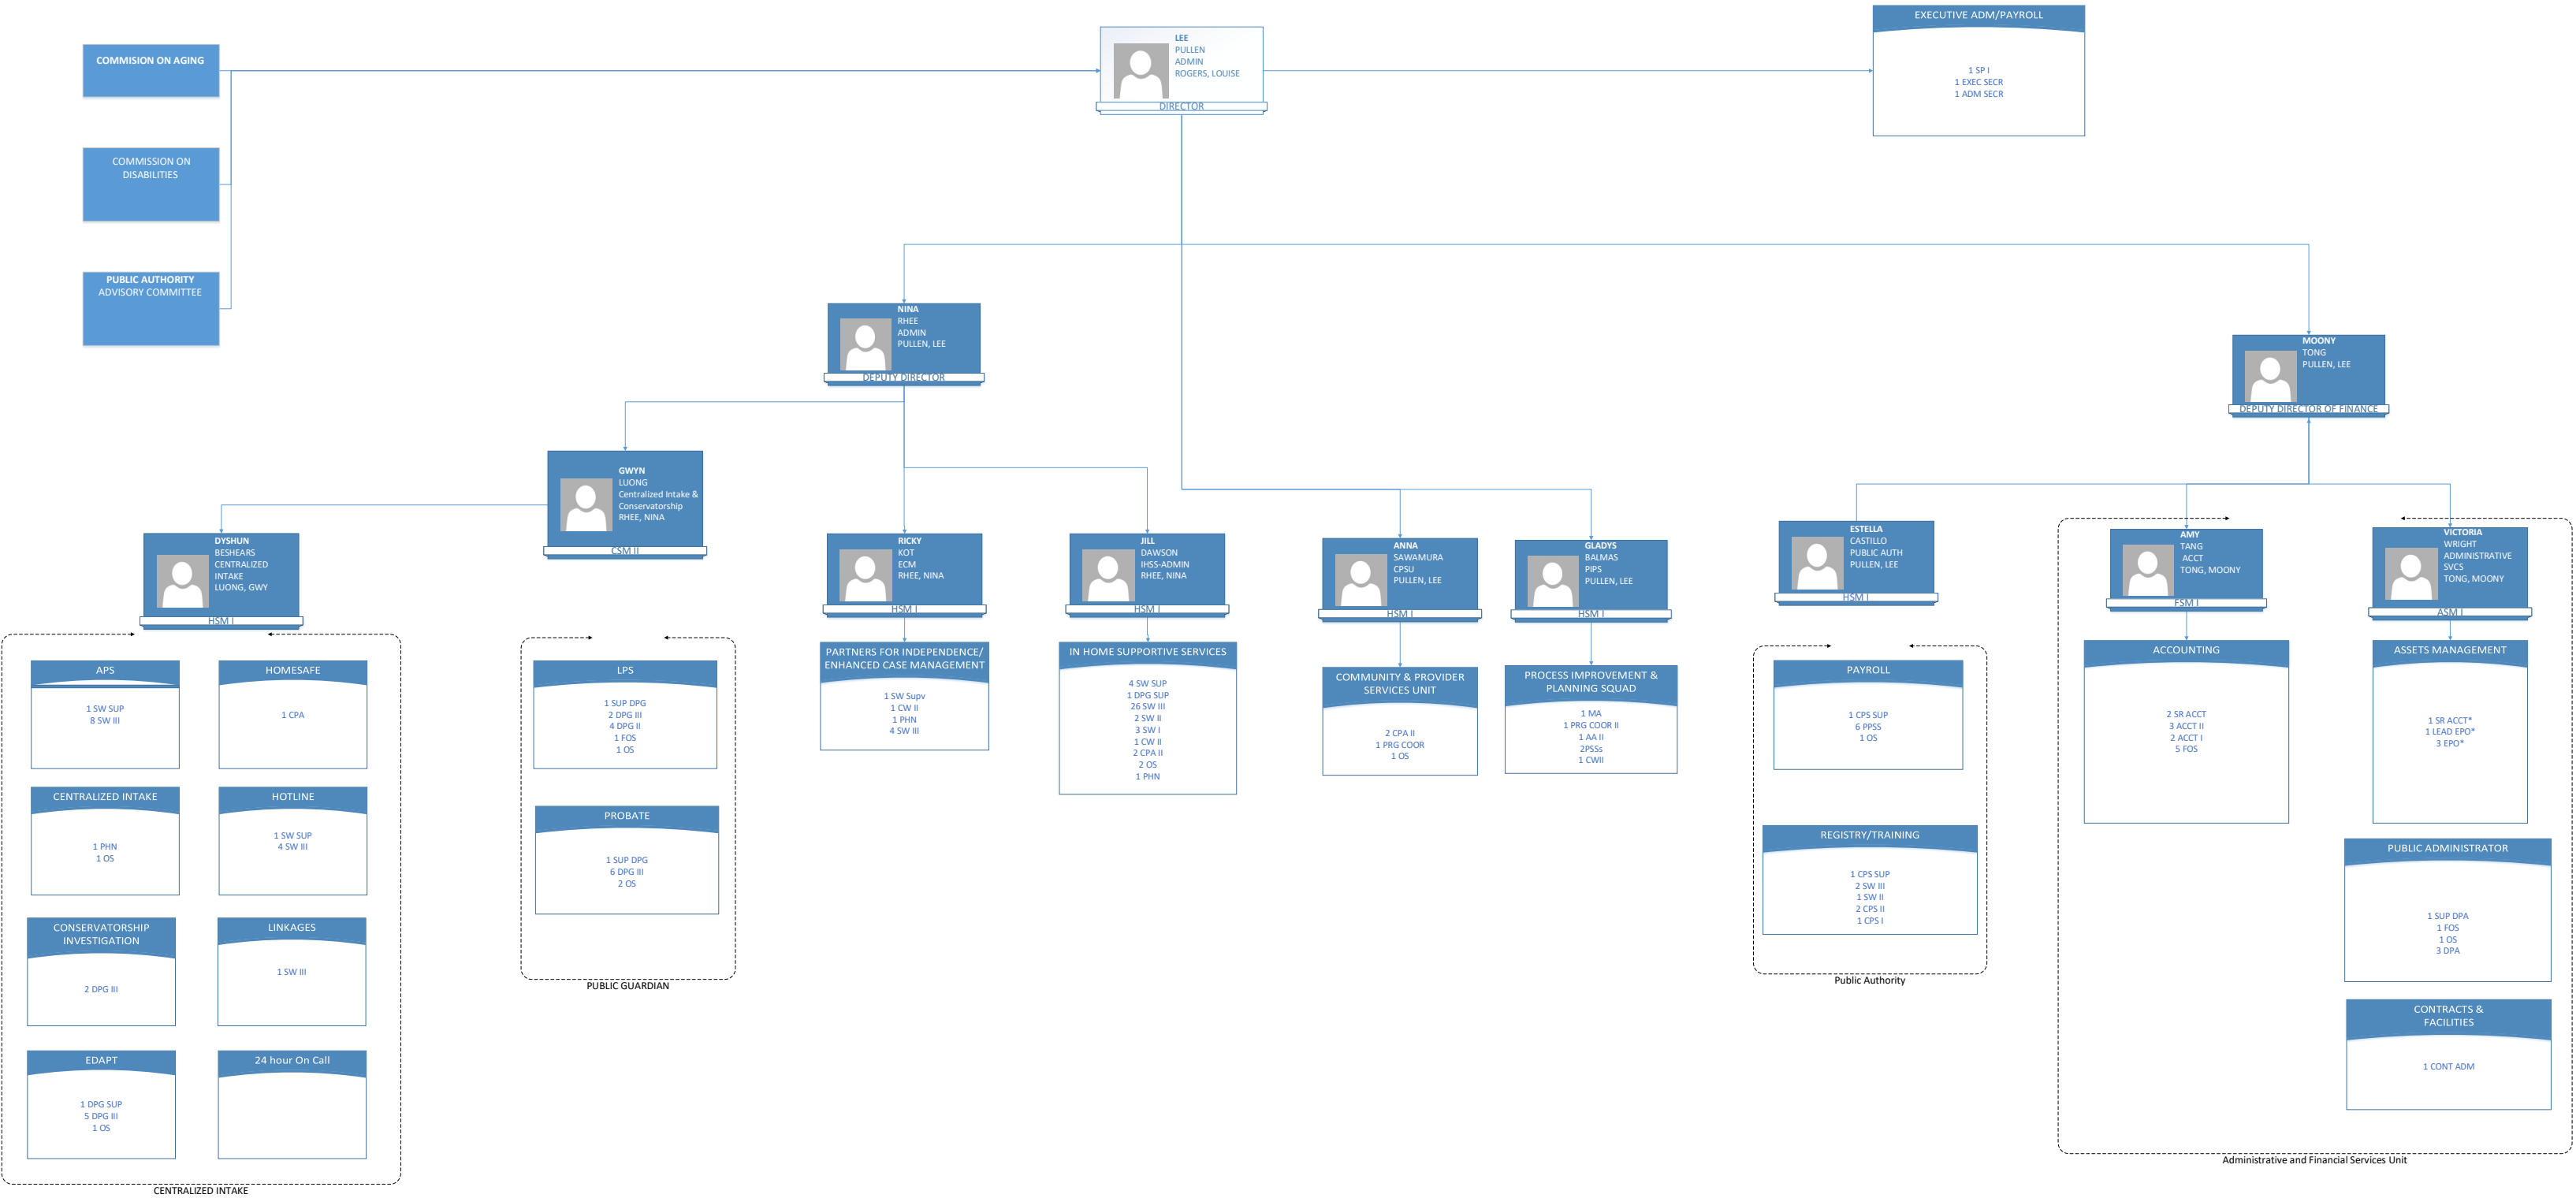 EXECUTIVE ADM/PAYROLL
1 SP I
1 EXEC SECR
1 ADM SECR
LEE
PULLEN
ADMIN
ROGERS, LOUISE
DIRECTOR
COMMISION ON AGING
COMMISSION ON
DISABILITIES
PUBLIC AUTHORITY
ADVISORY COMMITTEE
NINA
RHEE
ADMIN
PULLEN, LEE
DEPUTY DIRECTOR
MOONY
TONG
PULLEN, LEE
DEPUTY DIRECTOR OF FINANCE
GWYN
LUONG
Centralized Intake &
Conservatorship
RHEE, NINA
CSM II
DYSHUN
BESHEARS
CENTRALIZED
INTAKE
LUONG, GWY
HSM I
RICKY
KOT
ECM
RHEE, NINA
HSM I
JILL
DAWSON
IHSS-ADMIN
RHEE, NINA
HSM I
ANNA
SAWAMURA
CPSU
PULLEN, LEE
HSM I
GLADYS
BALMAS
PIPS
PULLEN, LEE
HSM I
ESTELLA
CASTILLO
PUBLIC AUTH
PULLEN, LEE
HSM I
AMY
TANG
ACCT
TONG, MOONY
FSM I
VICTORIA
WRIGHT
ADMINISTRATIVE
SVCS
TONG, MOONY
ASM I
APS
1 SW SUP
8 SW III
HOMESAFE
1 CPA
CENTRALIZED INTAKE
1 PHN
1 OS
HOTLINE
1 SW SUP
4 SW III
CONSERVATORSHIP
INVESTIGATION
2 DPG III
LINKAGES
1 SW III
EDAPT
1 DPG SUP
5 DPG III
1 OS
24 hour On Call
CENTRALIZED INTAKE
LPS
1 SUP DPG
2 DPG III
4 DPG II
1 FOS
1 OS
PROBATE
1 SUP DPG
6 DPG III
2 OS
PUBLIC GUARDIAN
PARTNERS FOR INDEPENDENCE/
ENHANCED CASE MANAGEMENT
1 SW Supv
1 CW II
1 PHN
4 SW III
IN HOME SUPPORTIVE SERVICES
4 SW SUP
1 DPG SUP
26 SW III
2 SW II
3 SW I
1 CW II
2 CPA II
2 OS
1 PHN
COMMUNITY & PROVIDER
SERVICES UNIT
2 CPA II
1 PRG COOR
1 OS
PROCESS IMPROVEMENT &
PLANNING SQUAD
1 MA
1 PRG COOR II
1 AA II
2PSSs
1 CWII
PAYROLL
1 CPS SUP
6 PPSS
1 OS
REGISTRY/TRAINING
1 CPS SUP
2 SW III
1 SW II
2 CPS II
1 CPS I
Public Authority
ACCOUNTING
2 SR ACCT
3 ACCT II
2 ACCT I
5 FOS
ASSETS MANAGEMENT
1 SR ACCT*
1 LEAD EPO*
3 EPO*
PUBLIC ADMINISTRATOR
1 SUP DPA
1 FOS
1 OS
3 DPA
CONTRACTS &
FACILITIES
1 CONT ADM
Administrative and Financial Services Unit